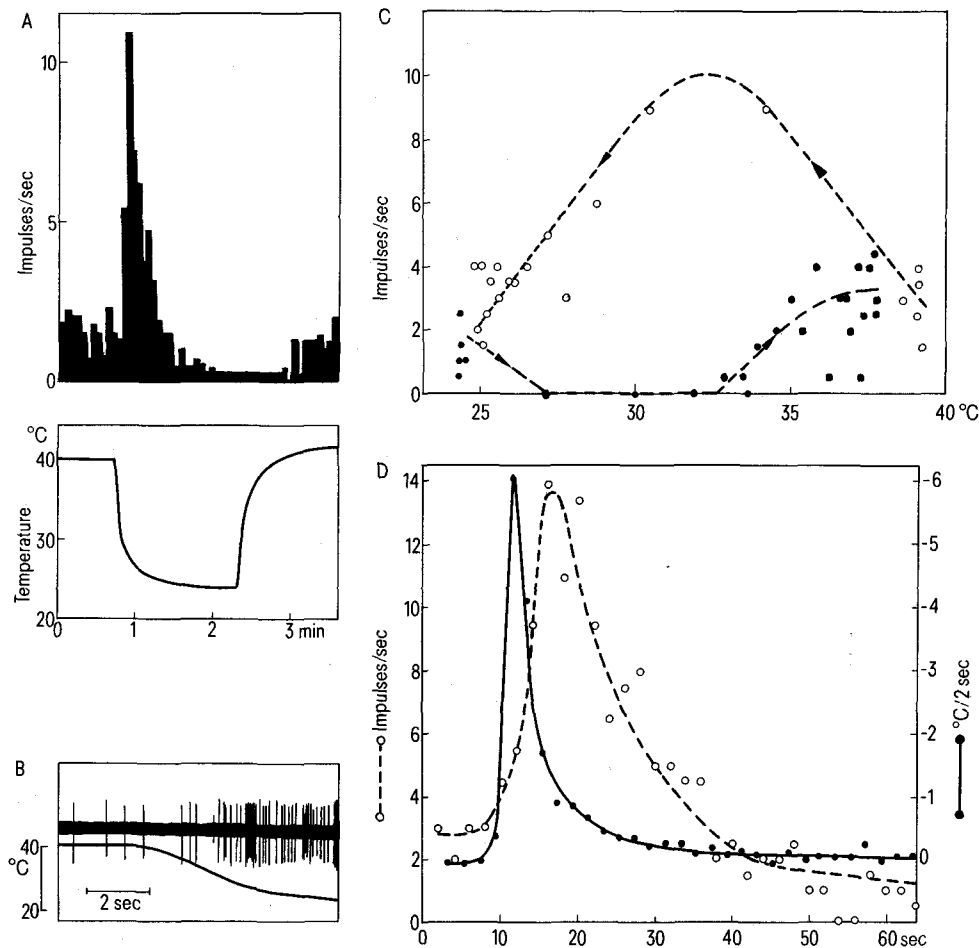 A
Impulses/sec
10
5
0
°C
Temperature
40
30
20
0 1 2 3 min
B
°C
40
20
2 sec
C
Impulses/sec
10
8
6
4
2
0
25 30 35 40 °C
D
o---o Impulses/sec
14
12
10
8
6
4
2
0
0 10 20 30 40 50 60 sec
-6
-5
-4
-3
-2
-1
0
°C/2 sec